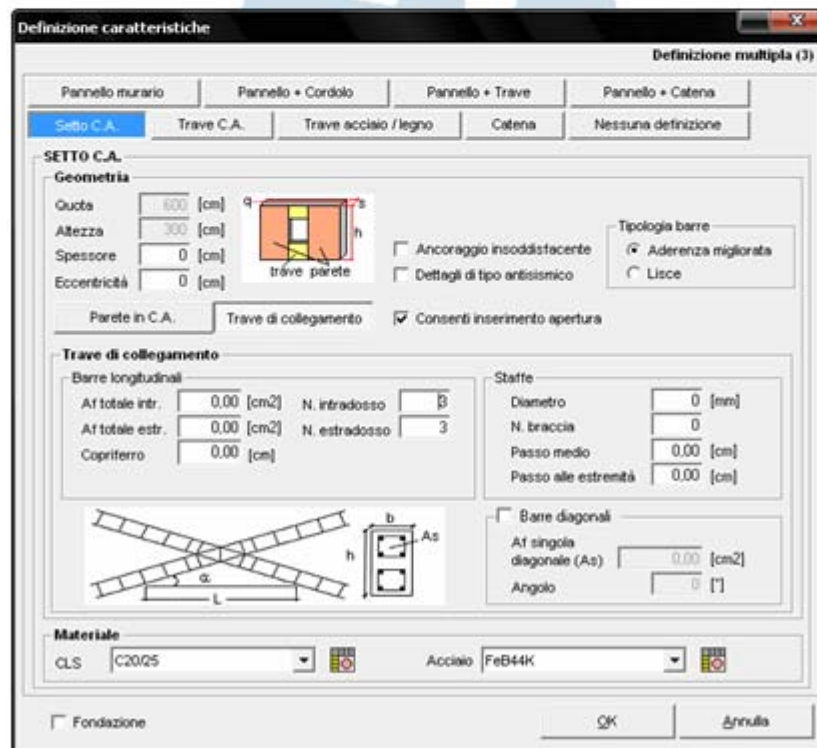 Definizione caratteristiche
Definizione multipla (3)
Pannello murario Pannello + Cordolo Pannello + Trave Pannello + Catena
Setto C.A. Trave C.A. Trave acciaio / legno Catena Nessuna definizione
SETTO C.A.
Geometria
Quota 600 [cm]
Altezza 300 [cm]
Spessore 0 [cm]
Eccentricità 0 [cm]
q s
h
trave parete
Ancoraggio insoddisfacente
Dettagli di tipo antisismico
Tipologia barre
Aderenza migliorata
Lisce
Parete in C.A. Trave di collegamento Consenti inserimento apertura
Trave di collegamento
Barre longitudinali
Af totale intr. 0,00 [cm2] N. intradosso 3
Af totale estr. 0,00 [cm2] N. estradosso 3
Copriferro 0,00 [cm]
Staffe
Diametro 0 [mm]
N. braccia 0
Passo medio 0,00 [cm]
Passo alle estremità 0,00 [cm]
α
L
b
h
As
Barre diagonali
Af singola
diagonale (As) 0,00 [cm2]
Angolo 0 [°]
Materiale
CLS C20/25 Acciaio FeB44K
Fondazione OK Annulla